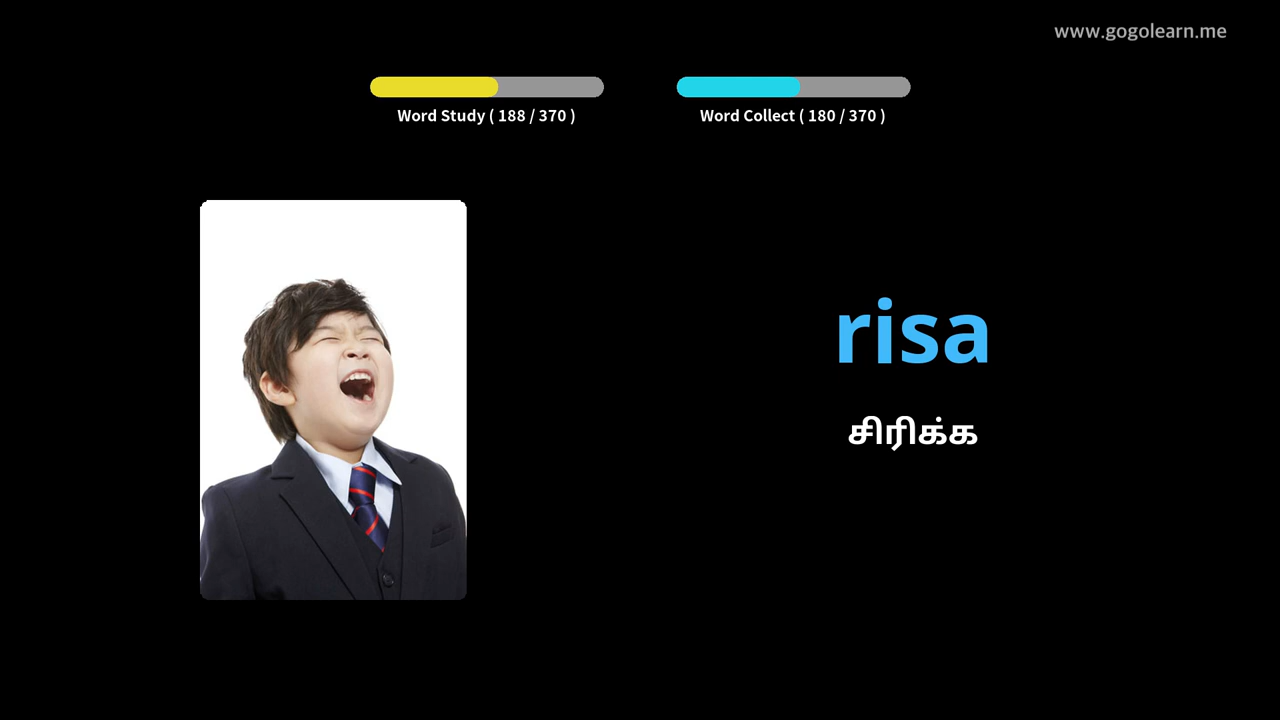 www.gogolearn.me
Word Study ( 188 / 370 )
Word Collect ( 180 / 370 )
risa
சிரிக்க